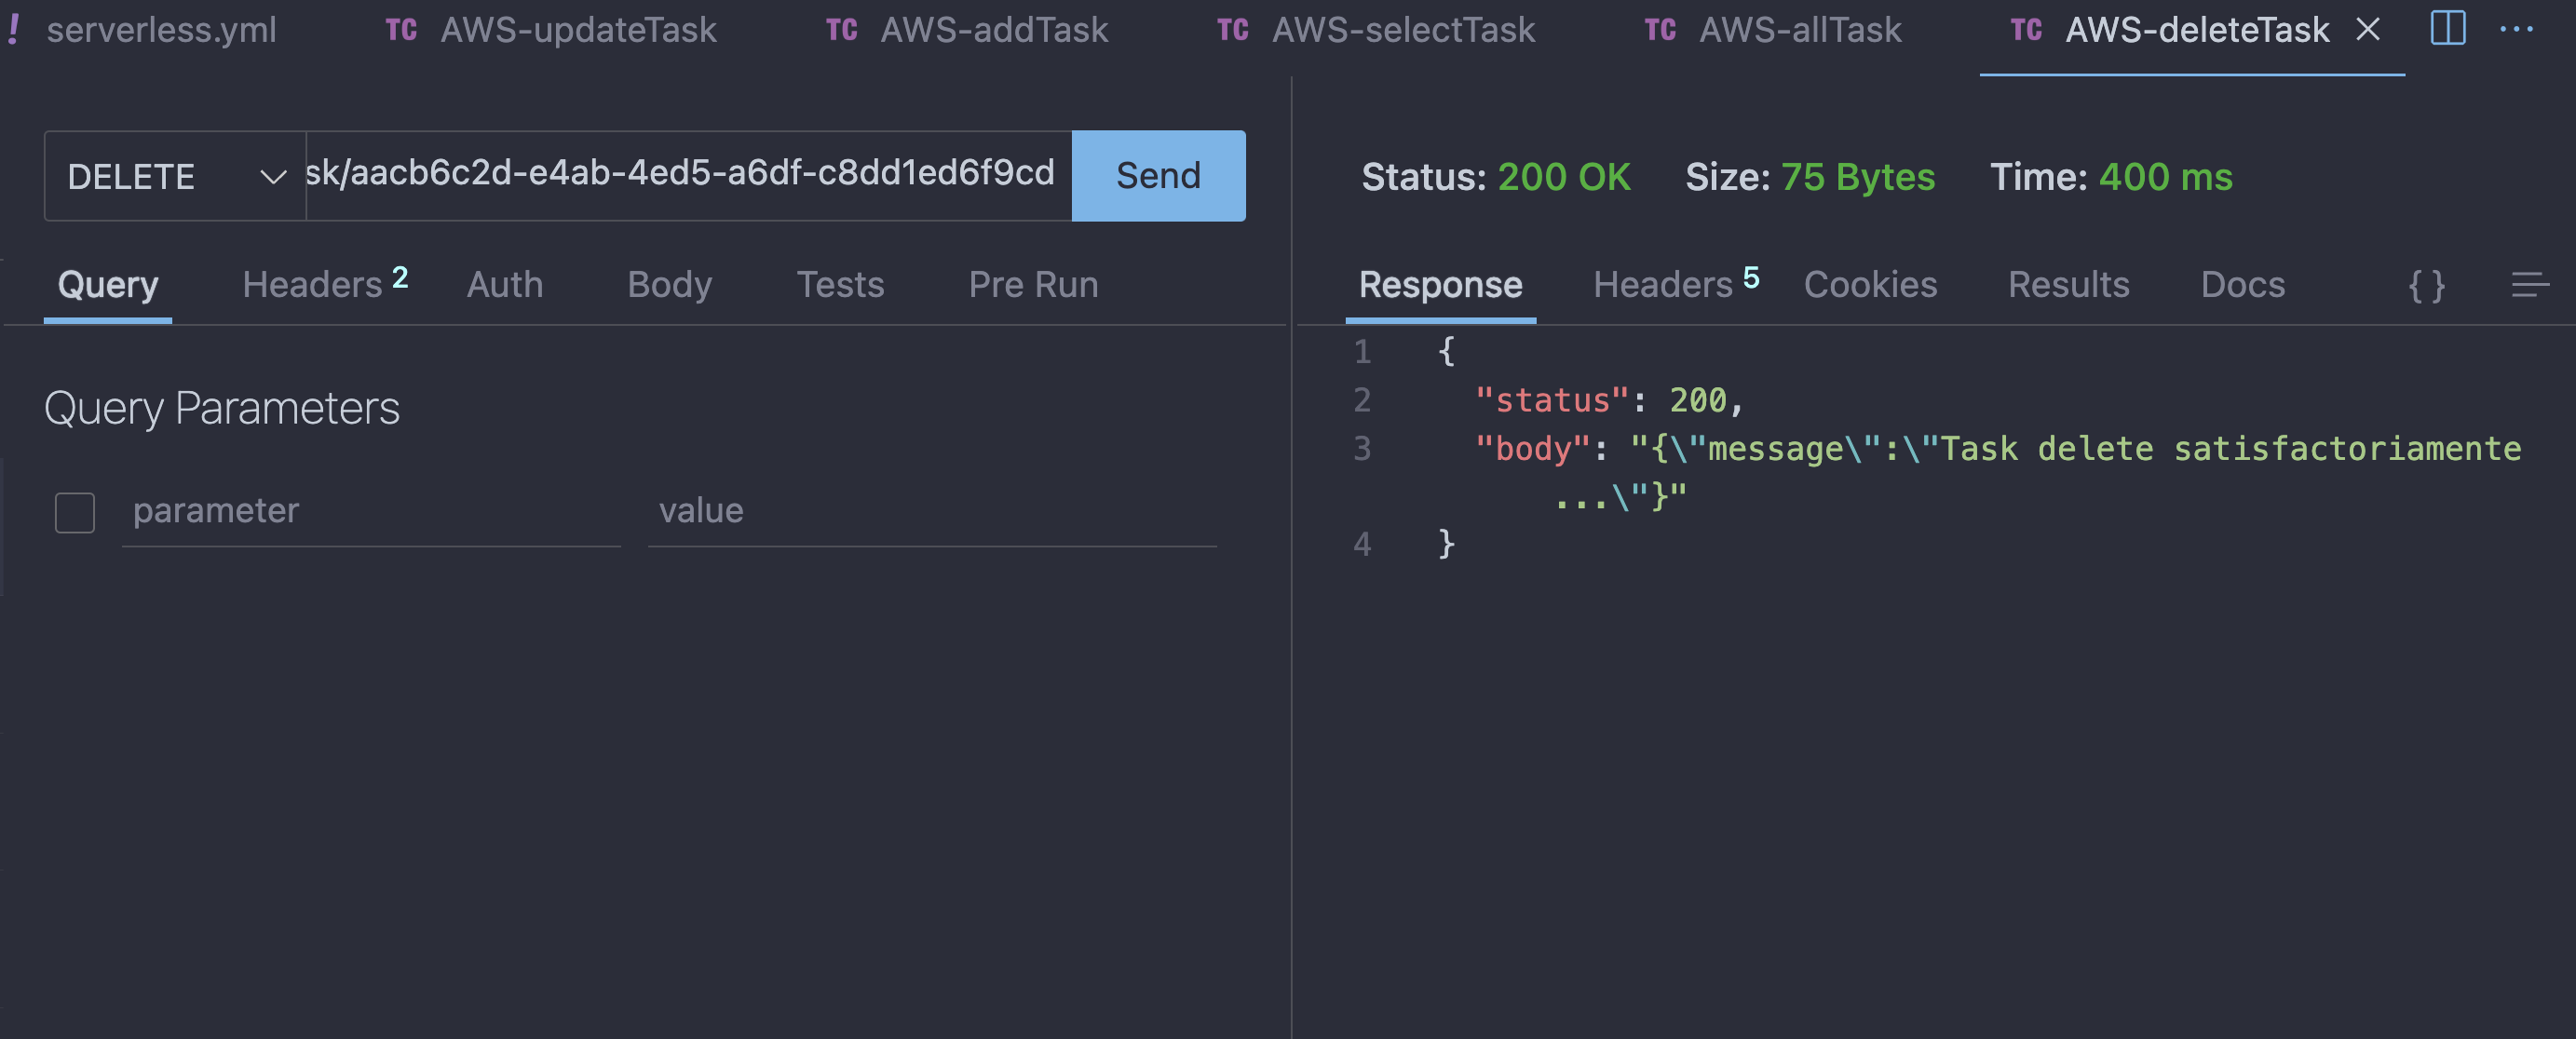 ! serverless.yml TC AWS-updateTask TC AWS-addTask TC AWS-selectTask TC AWS-allTask TC AWS-deleteTask
DELETE sk/aacb6c2d-e4ab-4ed5-a6df-c8dd1ed6f9cd Send
Status: 200 OK Size: 75 Bytes Time: 400 ms
Query Headers 2 Auth Body Tests Pre Run
Response Headers 5 Cookies Results Docs {}
Query Parameters
parameter value
1 {
2 "status": 200,
3 "body": "{\"message\":\"Task delete satisfactoriamente
...\"}"
4 }